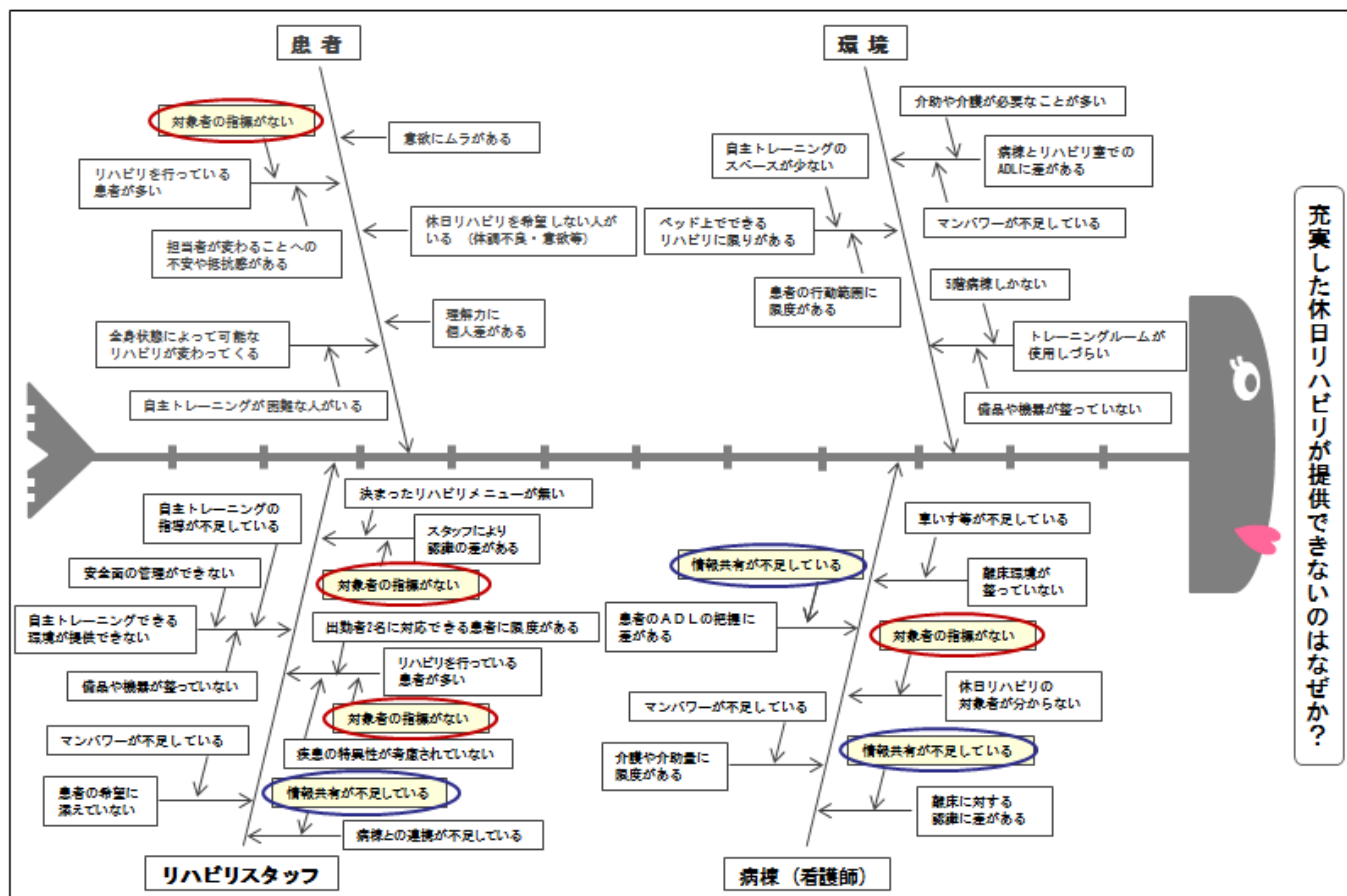 患 者
対象者の指標がない
意欲にムラがある
リハビリを行っている
患者が多い
休日リハビリを希望しない人が
いる (体調不良・意欲等)
担当者が変わることへの
不安や抵抗感がある
理解力に
個人差がある
全身状態によって可能な
リハビリが変わってくる
自主トレーニングが困難な人がいる
環境
介助や介護が必要なことが多い
自主トレーニングの
スペースが少ない
病棟とリハビリ室での
ADLに差がある
ベッド上でできる
リハビリに限りがある
マンパワーが不足している
患者の行動範囲に
限度がある
5階病棟しかない
トレーニングルームが
使用しづらい
備品や機器が整っていない
充実した休日リハビリが提供できないのはなぜか?
決まったリハビリメニューが無い
自主トレーニングの
指導が不足している
スタッフにより
認識の差がある
安全面の管理ができない
対象者の指標がない
自主トレーニングできる
環境が提供できない
出勤者2名に対応できる患者に限度がある
リハビリを行っている
患者が多い
備品や機器が整っていない
対象者の指標がない
マンパワーが不足している
疾患の特異性が考慮されていない
患者の希望に
添えていない
情報共有が不足している
病棟との連携が不足している
リハビリスタッフ
車いす等が不足している
情報共有が不足している
離床環境が
整っていない
患者のADLの把握に
差がある
対象者の指標がない
休日リハビリの
対象者が分からない
マンパワーが不足している
情報共有が不足している
介護や介助量に
限度がある
離床に対する
認識に差がある
病棟(看護師)